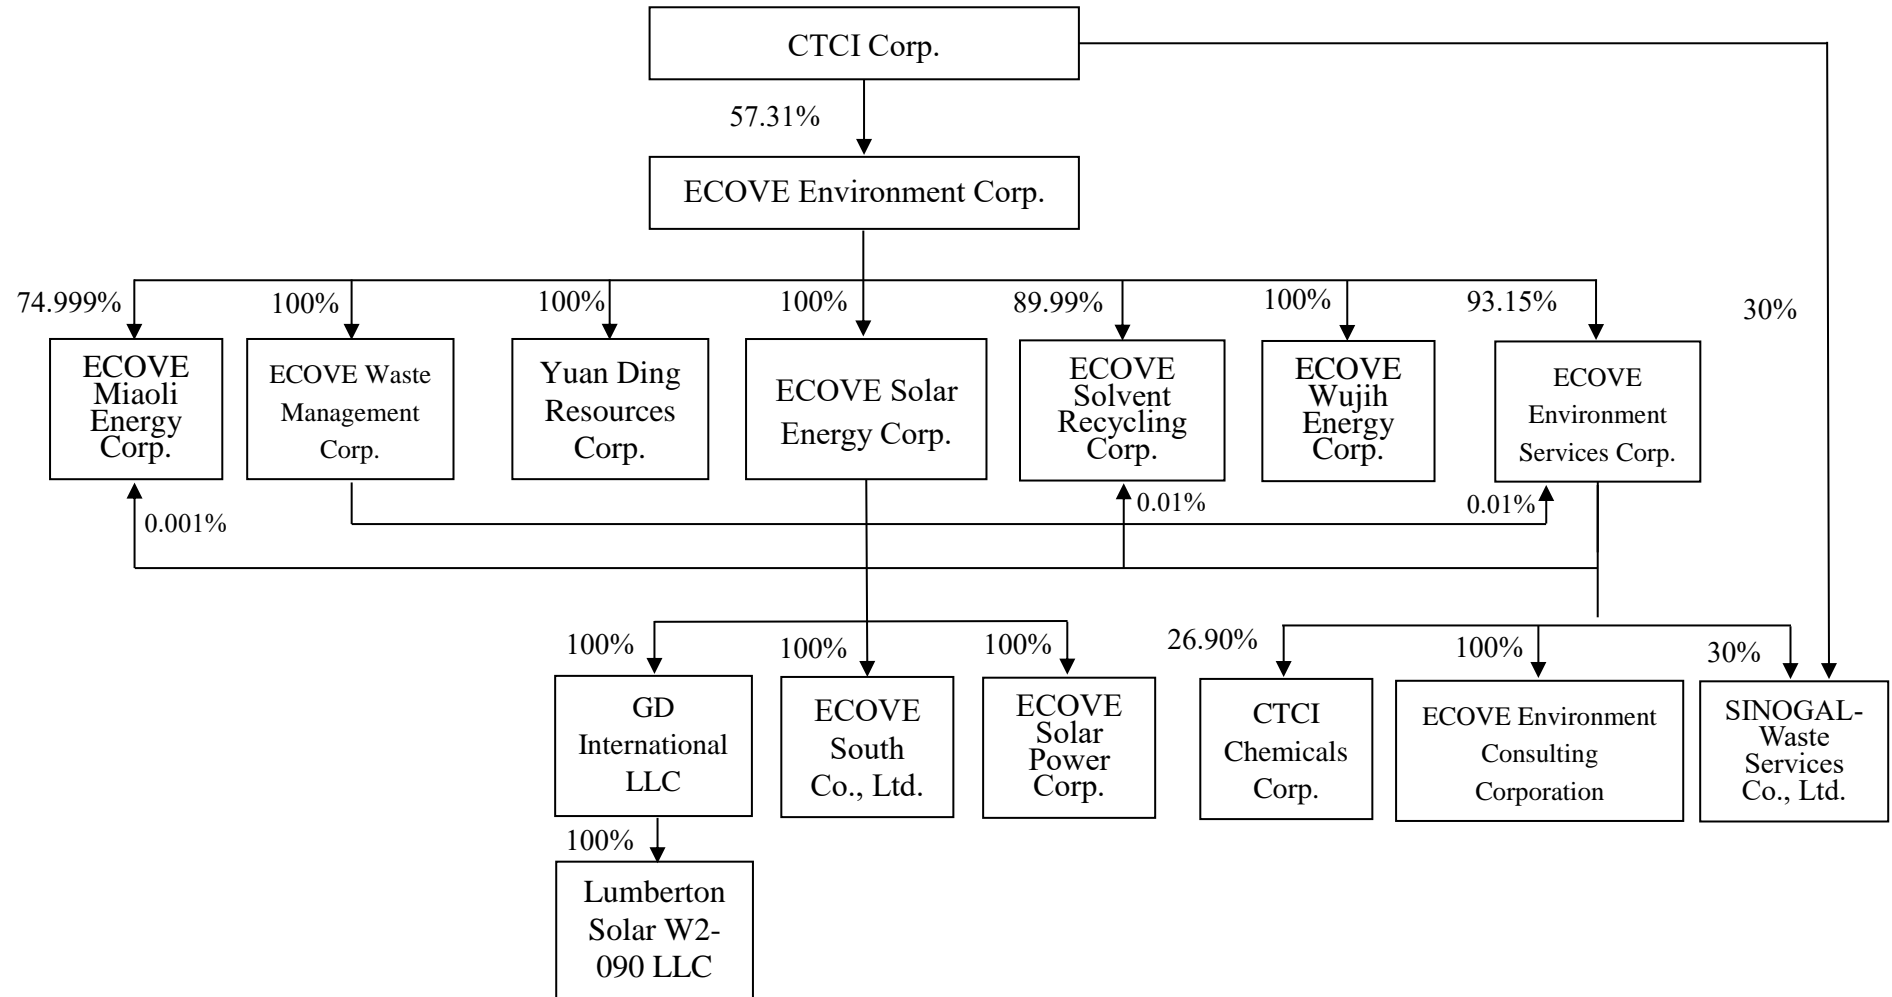 CTCI Corp.
57.31%
ECOVE Environment Corp.
74.999%
100%
100%
100%
89.99%
100%
93.15%
30%
ECOVE
Miaoli
Energy
Corp.
ECOVE Waste
Management
Corp.
Yuan Ding
Resources
Corp.
ECOVE Solar
Energy Corp.
ECOVE
Solvent
Recycling
Corp.
ECOVE
Wujih
Energy
Corp.
ECOVE
Environment
Services Corp.
0.001%
0.01%
0.01%
100%
100%
100%
26.90%
100%
30%
GD
International
LLC
ECOVE
South
Co., Ltd.
ECOVE
Solar
Power
Corp.
CTCI
Chemicals
Corp.
ECOVE Environment
Consulting
Corporation
SINOGAL-
Waste
Services
Co., Ltd.
100%
Lumberton
Solar W2-
090 LLC